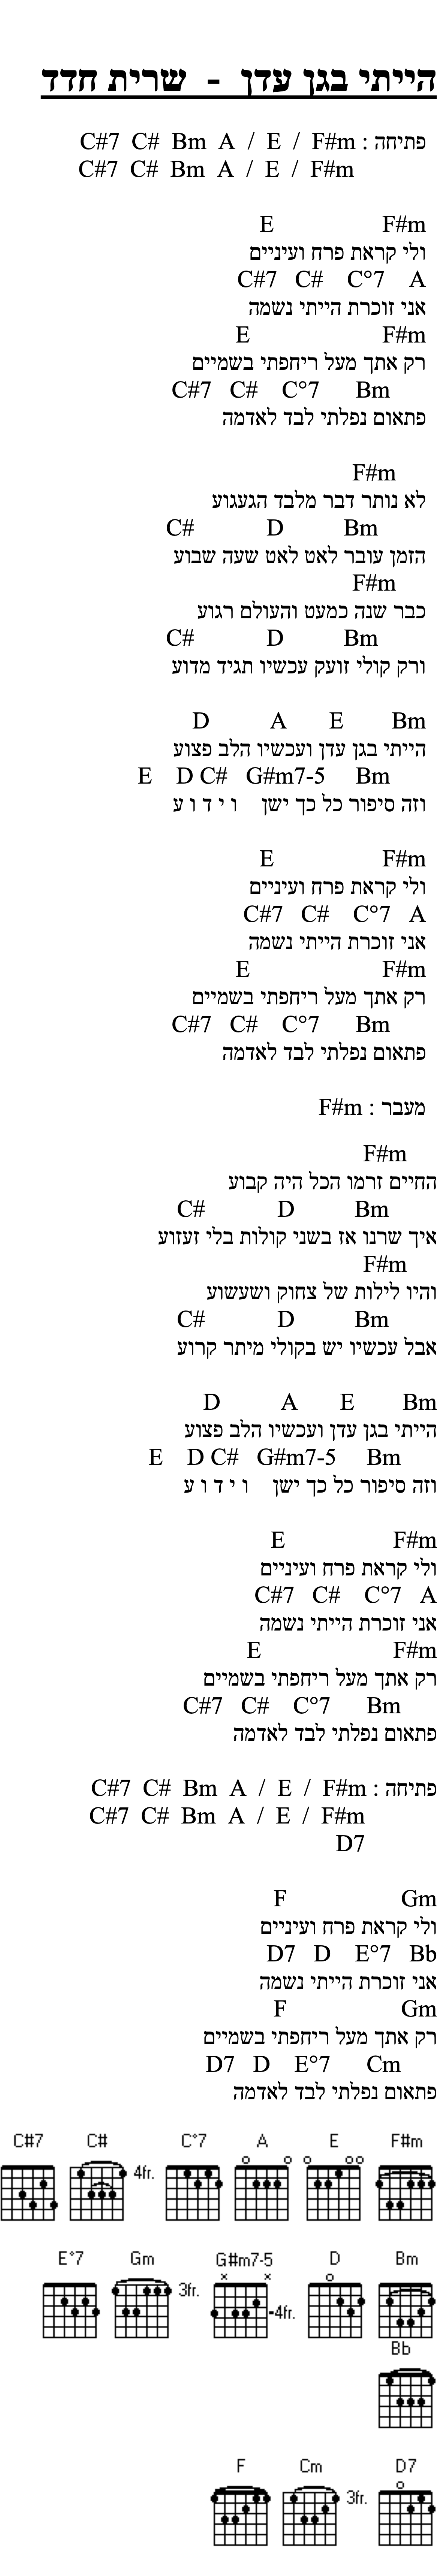 הייתי בגן עדן - שרית חדד
פתיחה : C#7 C# Bm A / E / F#m
C#7 C# Bm A / E / F#m
E F#m
ולי קראת פרח ועיניים
C#7 C# C°7 A
אני זוכרת הייתי נשמה
E F#m
רק אתך מעל ריחפתי בשמיים
C#7 C# C°7 Bm
פתאום נפלתי לבד לאדמה
F#m
לא נותר דבר מלבד הגעגוע
C# D Bm
הזמן עובר לאט לאט שעה שבוע
F#m
כבר שנה כמעט והעולם רגוע
C# D Bm
ורק קולי זועק עכשיו תגיד מדוע
D A E Bm
הייתי בגן עדן ועכשיו הלב פצוע
E D C# G#m7-5 Bm
וזה סיפור כל כך ישן ו י ד ו ע
E F#m
ולי קראת פרח ועיניים
C#7 C# C°7 A
אני זוכרת הייתי נשמה
E F#m
רק אתך מעל ריחפתי בשמיים
C#7 C# C°7 Bm
פתאום נפלתי לבד לאדמה
מעבר : F#m
F#m
החיים זרמו הכל היה קבוע
C# D Bm
איך שרנו אז בשני קולות בלי זעזוע
F#m
והיו לילות של צחוק ושעשוע
C# D Bm
אבל עכשיו יש בקולי מיתר קרוע
D A E Bm
הייתי בגן עדן ועכשיו הלב פצוע
E D C# G#m7-5 Bm
וזה סיפור כל כך ישן ו י ד ו ע
E F#m
ולי קראת פרח ועיניים
C#7 C# C°7 A
אני זוכרת הייתי נשמה
E F#m
רק אתך מעל ריחפתי בשמיים
C#7 C# C°7 Bm
פתאום נפלתי לבד לאדמה
פתיחה : C#7 C# Bm A / E / F#m
C#7 C# Bm A / E / F#m
D7
F Gm
ולי קראת פרח ועיניים
D7 D E°7 Bb
אני זוכרת הייתי נשמה
F Gm
רק אתך מעל ריחפתי בשמיים
D7 D E°7 Cm
פתאום נפלתי לבד לאדמה
C#7 C# C°7 A E F#m
4fr.
E°7 Gm G#m7-5 D Bm
3fr. 4fr.
Bb
F Cm D7
3fr.